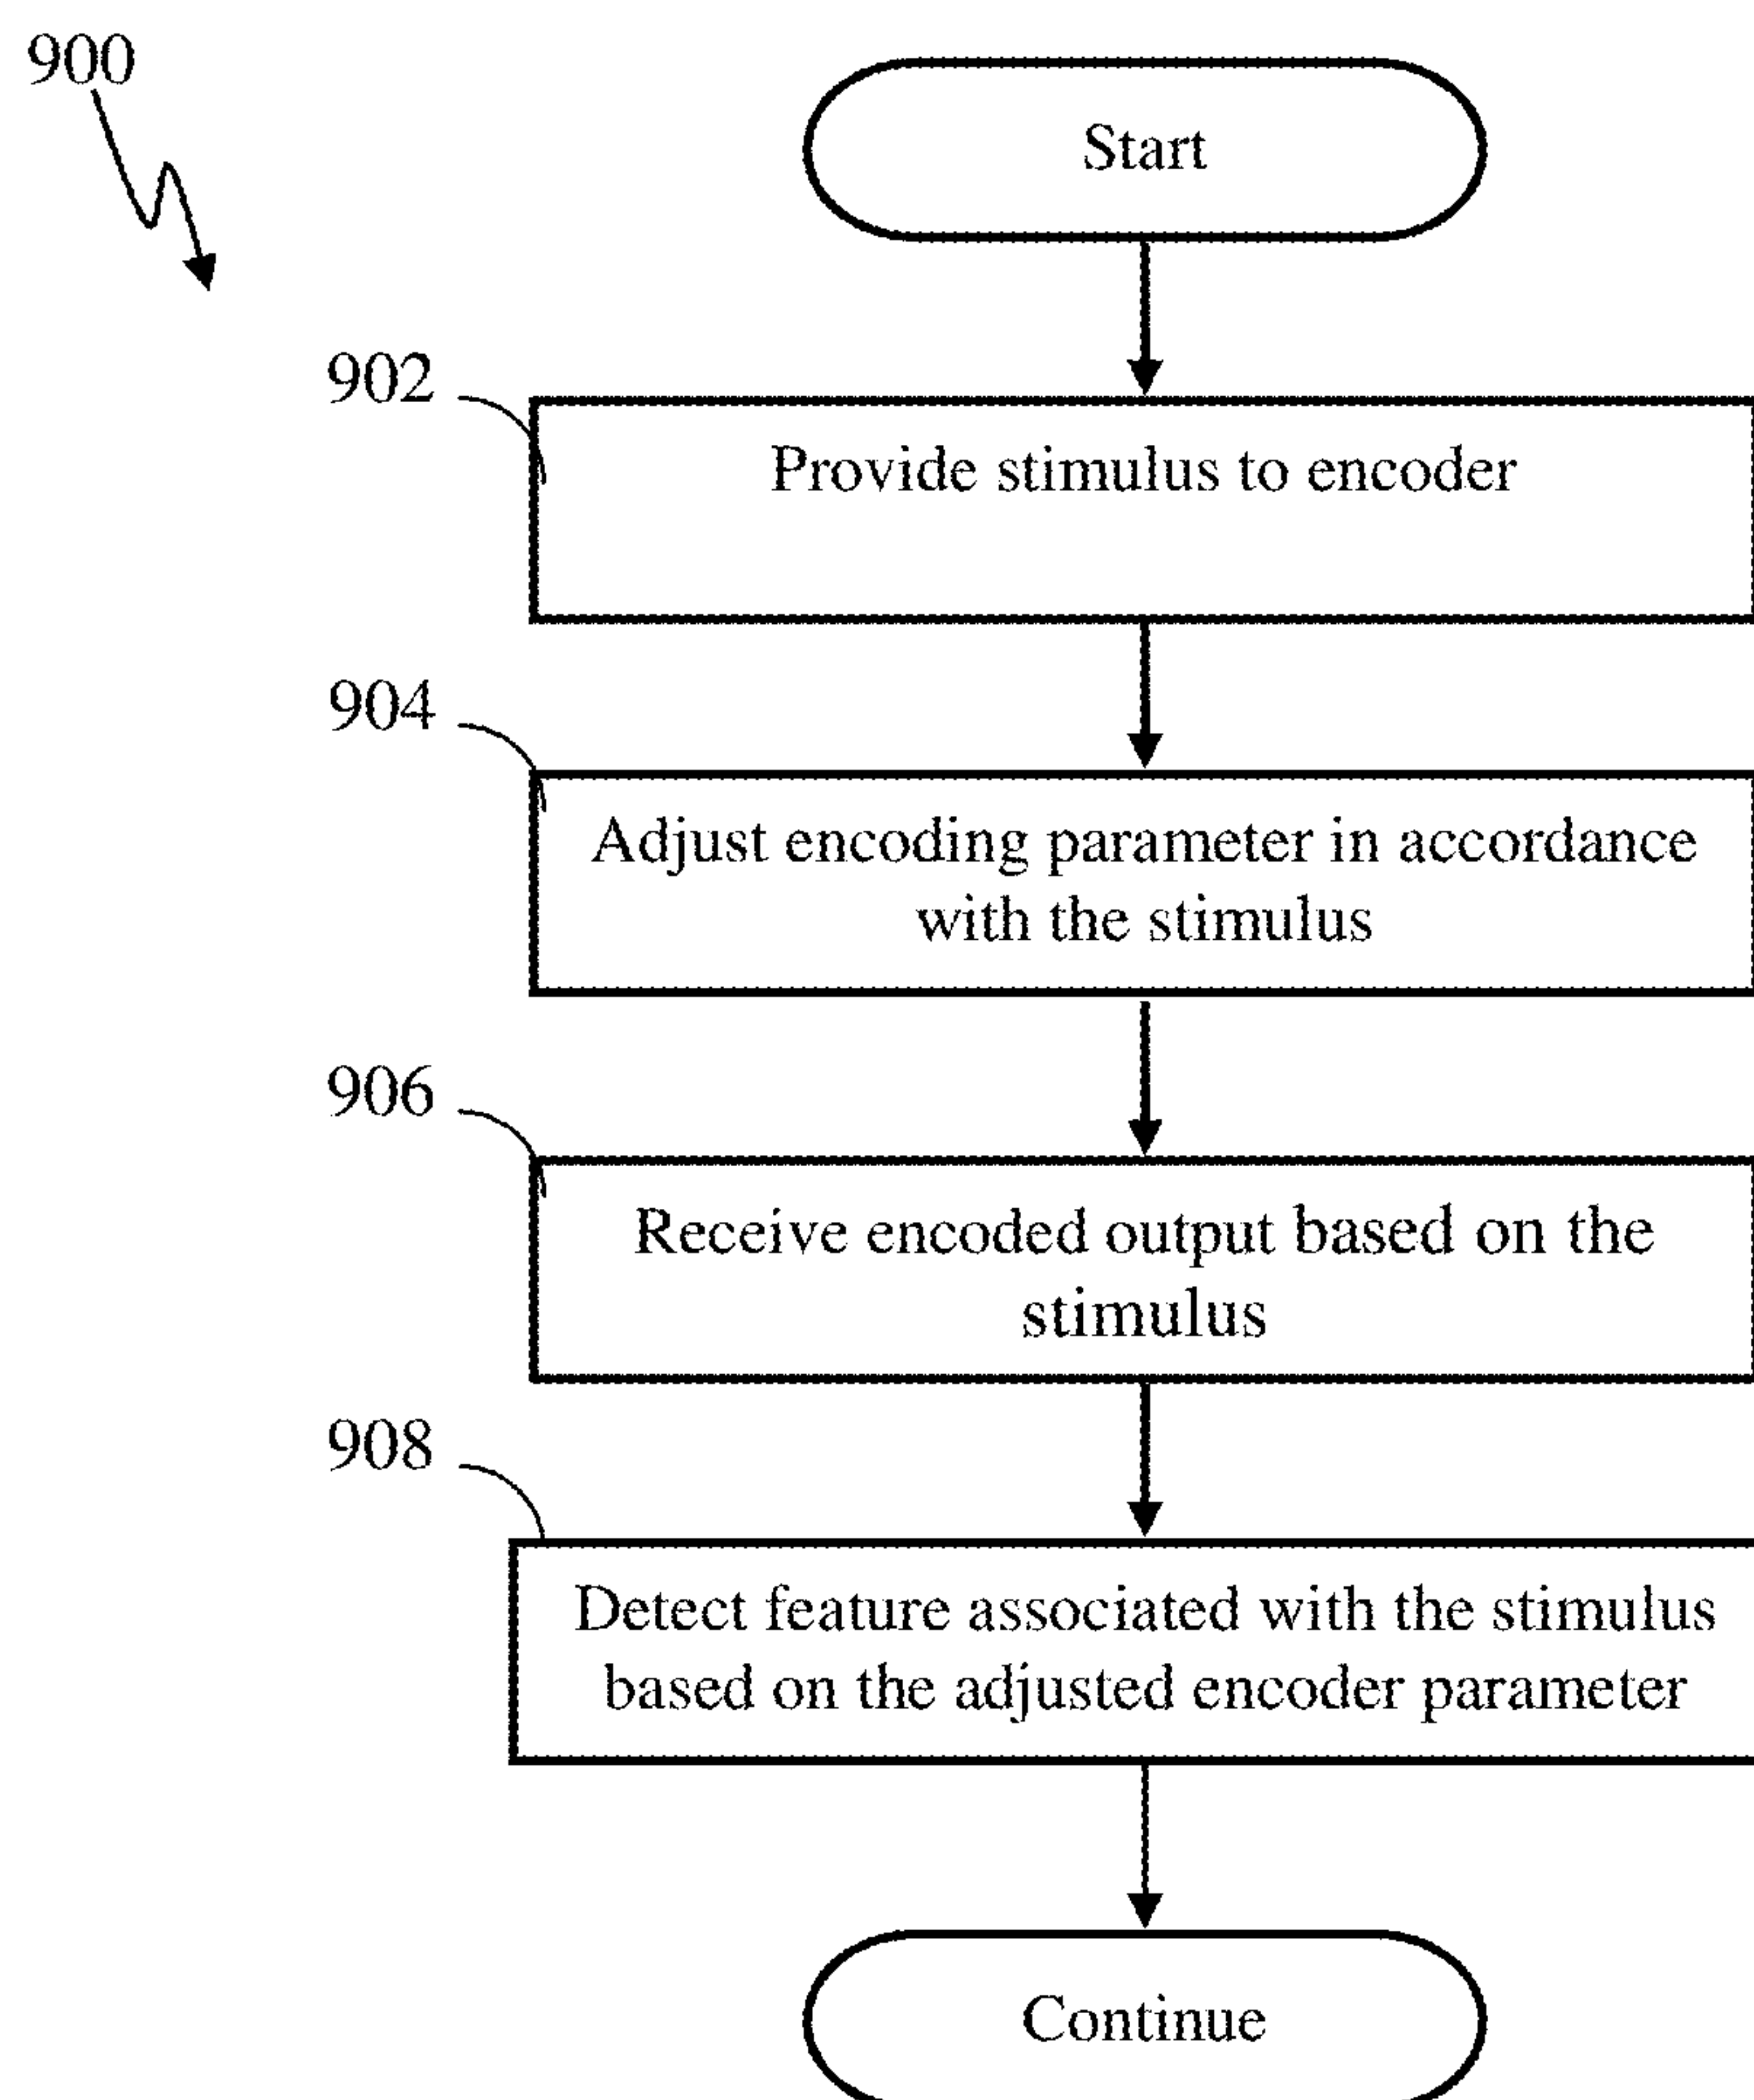 900
Start
902
Provide stimulus to encoder
904
Adjust encoding parameter in accordance
with the stimulus
906
Receive encoded output based on the
stimulus
908
Detect feature associated with the stimulus
based on the adjusted encoder parameter
Continue